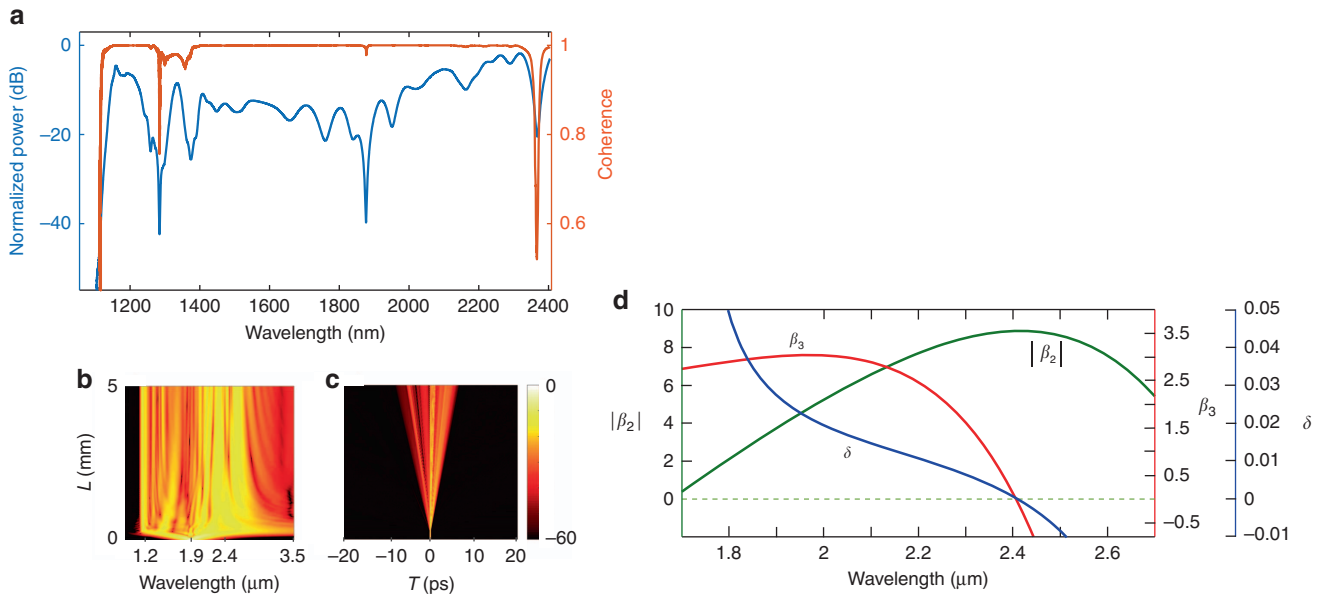 a
0
−20
−40
Normalized power (dB)
1
0.8
0.6
Coherence
1200 1400 1600 1800 2000 2200 2400
Wavelength (nm)
b
5
0
L (mm)
1.2 1.9 2.4 3.5
Wavelength (μm)
c
0
−60
−20 −10 0 10 20
T (ps)
d
10
8
6
4
2
0
|β2|
β3
δ
|β2|
3.5
2.5
1.5
0.5
−0.5
β3
0.05
0.04
0.03
0.02
0.01
0
−0.01
δ
1.8 2 2.2 2.4 2.6
Wavelength (μm)